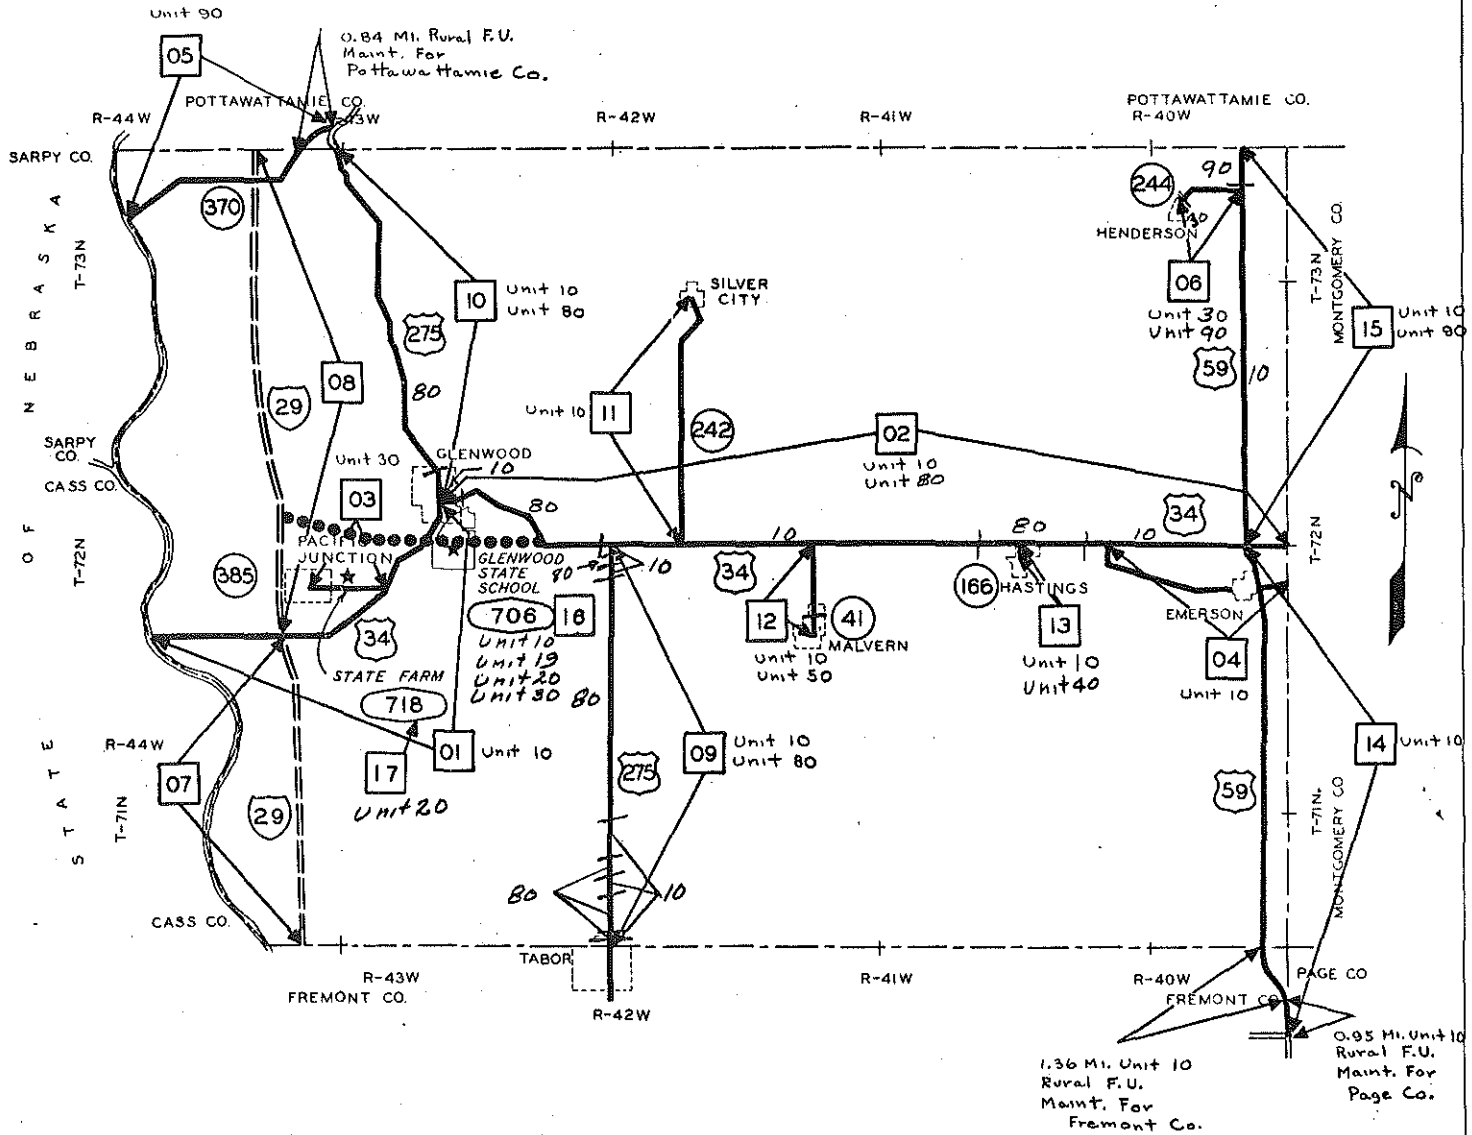 Unit 90
05
0.84 Mi. Rural F.U.
Maint. For
Pottawattamie Co.
POTTAWATTAMIE CO.
R-44W
R-43W
R-42W
R-41W
POTTAWATTAMIE CO.
R-40W
SARPY CO.
370
244
90
HENDERSON
30
06
Unit 30
Unit 90
T-73N
STATE OF NEBRASKA
10
Unit 10
Unit 80
SILVER
CITY
275
80
08
29
Unit 10
11
242
02
Unit 10
Unit 80
59
10
T-73N
MONTGOMERY CO.
15
Unit 10
Unit 90
SARPY
CO.
CASS CO.
Unit 30
GLENWOOD
10
03
80
PACIFIC
JUNCTION
T-72N
385
GLENWOOD
STATE
SCHOOL
706
18
Unit 10
Unit 19
Unit 20
Unit 30
80
10
34
10
80
10
34
T-72N
12
Unit 10
Unit 50
41
MALVERN
166
HASTINGS
13
Unit 10
Unit 40
EMERSON
04
Unit 10
34
STATE FARM
718
17
Unit 20
01
Unit 10
80
R-44W
07
T-71N
29
275
09
Unit 10
Unit 80
59
14
Unit 10
T-71N.
MONTGOMERY CO
80
10
CASS CO.
TABOR
R-43W
FREMONT CO.
R-42W
R-41W
R-40W
PAGE CO
FREMONT CO
1.36 Mi. Unit 10
Rural F.U.
Maint. For
Fremont Co.
0.95 Mi. Unit 10
Rural F.U.
Maint. For
Page Co.